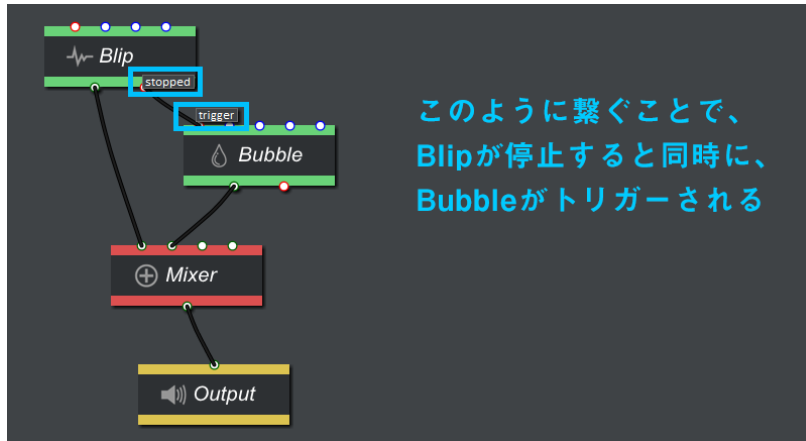 Blip
stopped
trigger
Bubble
Mixer
Output
このように繋ぐことで、
Blipが停止すると同時に、
Bubbleがトリガーされる